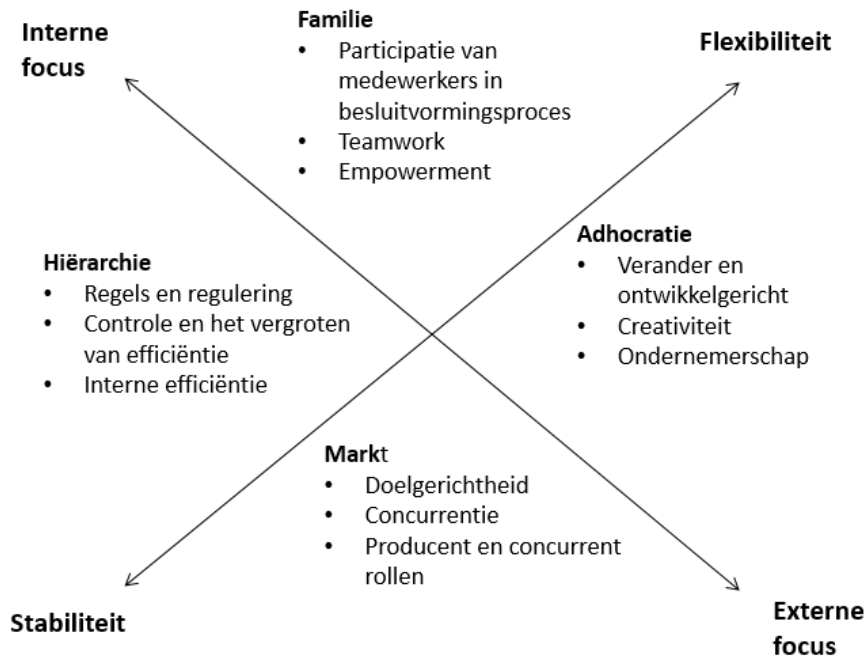 Interne
focus
Familie
• Participatie van
medewerkers in
besluitvormingsproces
• Teamwork
• Empowerment
Flexibiliteit
Hiërarchie
• Regels en regulering
• Controle en het vergroten
van efficiëntie
• Interne efficiëntie
Adhocratie
• Verander en
ontwikkelgericht
• Creativiteit
• Ondernemerschap
Markt
• Doelgerichtheid
• Concurrentie
• Producent en concurrent
rollen
Stabiliteit
Externe
focus